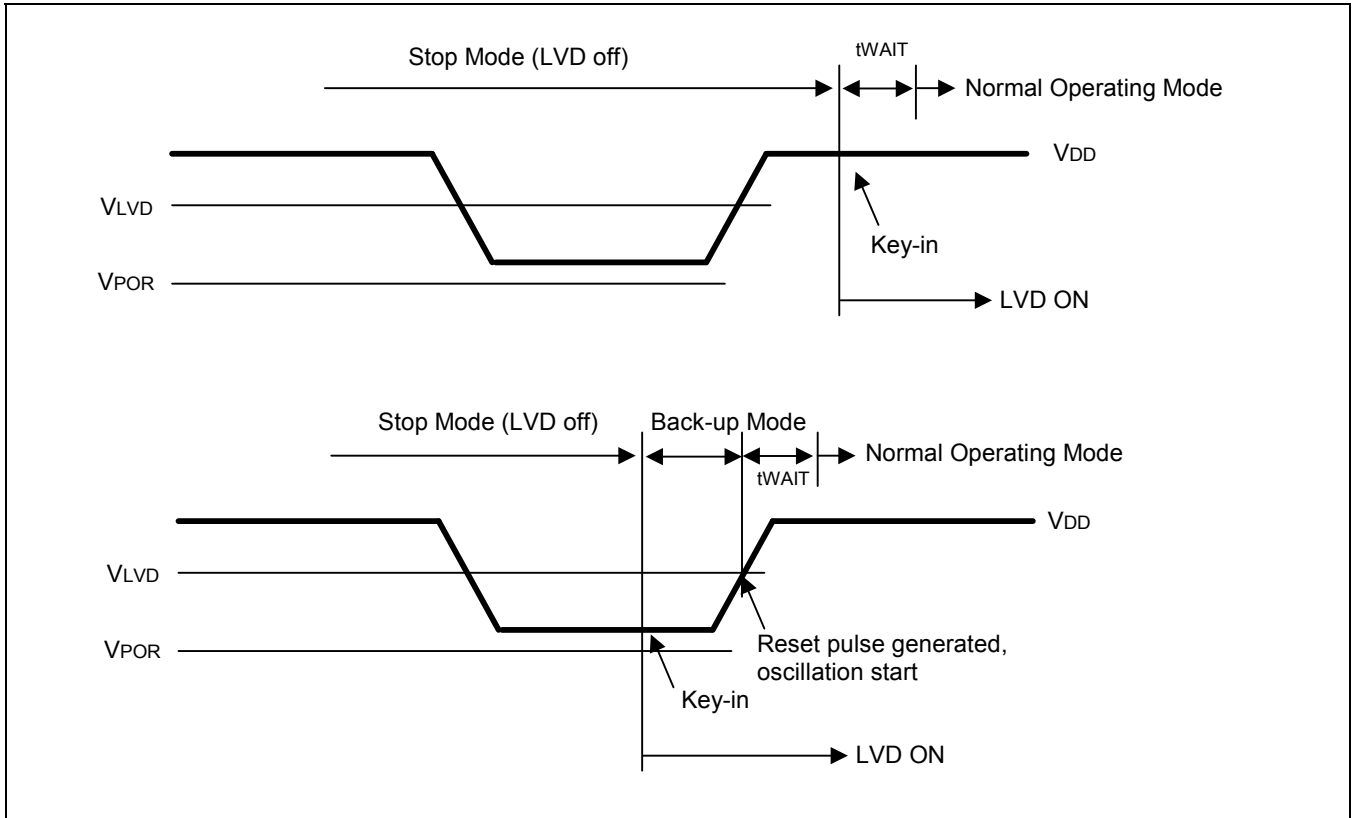 Stop Mode (LVD off)
tWAIT
Normal Operating Mode
VDD
VLVD
Key-in
VPOR
LVD ON
Stop Mode (LVD off)
Back-up Mode
Normal Operating Mode
tWAIT
VDD
VLVD
VPOR
Reset pulse generated,
oscillation start
Key-in
LVD ON